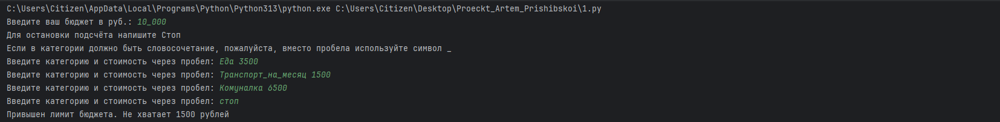 C:\Users\Citizen\AppData\Local\Programs\Python\Python313\python.exe C:\Users\Citizen\Desktop\Proeckt_Artem_Prishibskoi\1.py
Введите ваш бюджет в руб.: 10_000
Для остановки подсчёта напишите Стоп
Если в категории должно быть словосочетание, пожалуйста, вместо пробела используйте символ _
Введите категорию и стоимость через пробел: Еда 3500
Введите категорию и стоимость через пробел: Транспорт_на_месяц 1500
Введите категорию и стоимость через пробел: Комуналка 6500
Введите категорию и стоимость через пробел: стоп
Привышен лимит бюджета. Не хватает 1500 рублей